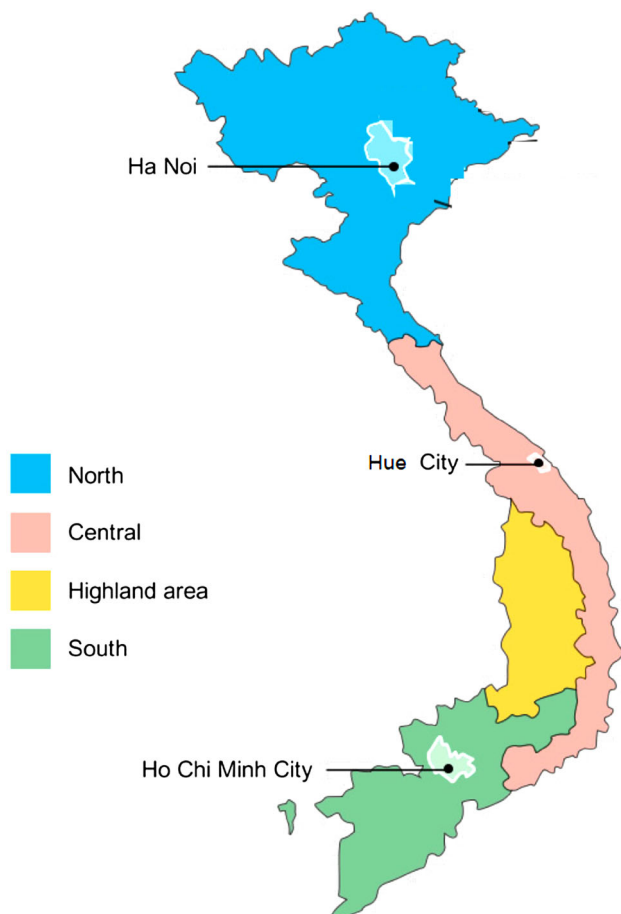 Ha Noi
Hue City
North
Central
Highland area
South
Ho Chi Minh City